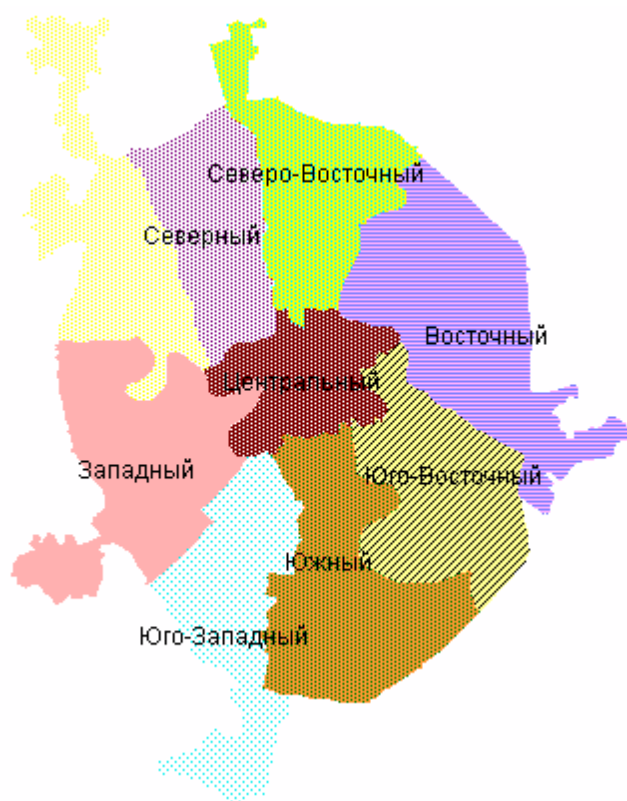 Северо-Восточный
Северный
Восточный
Центральный
Западный
Юго-Восточный
Южный
Юго-Западный